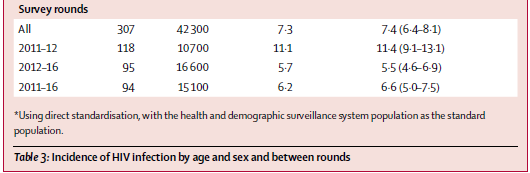 Survey rounds
All 307 42 300 7·3 7·4 (6·4–8·1)
2011–12 118 10 700 11·1 11·4 (9·1–13·1)
2012–16 95 16 600 5·7 5·5 (4·6–6·9)
2011–16 94 15 100 6·2 6·6 (5·0–7·5)
*Using direct standardisation, with the health and demographic surveillance system population as the standard
population.
Table 3: Incidence of HIV infection by age and sex and between rounds